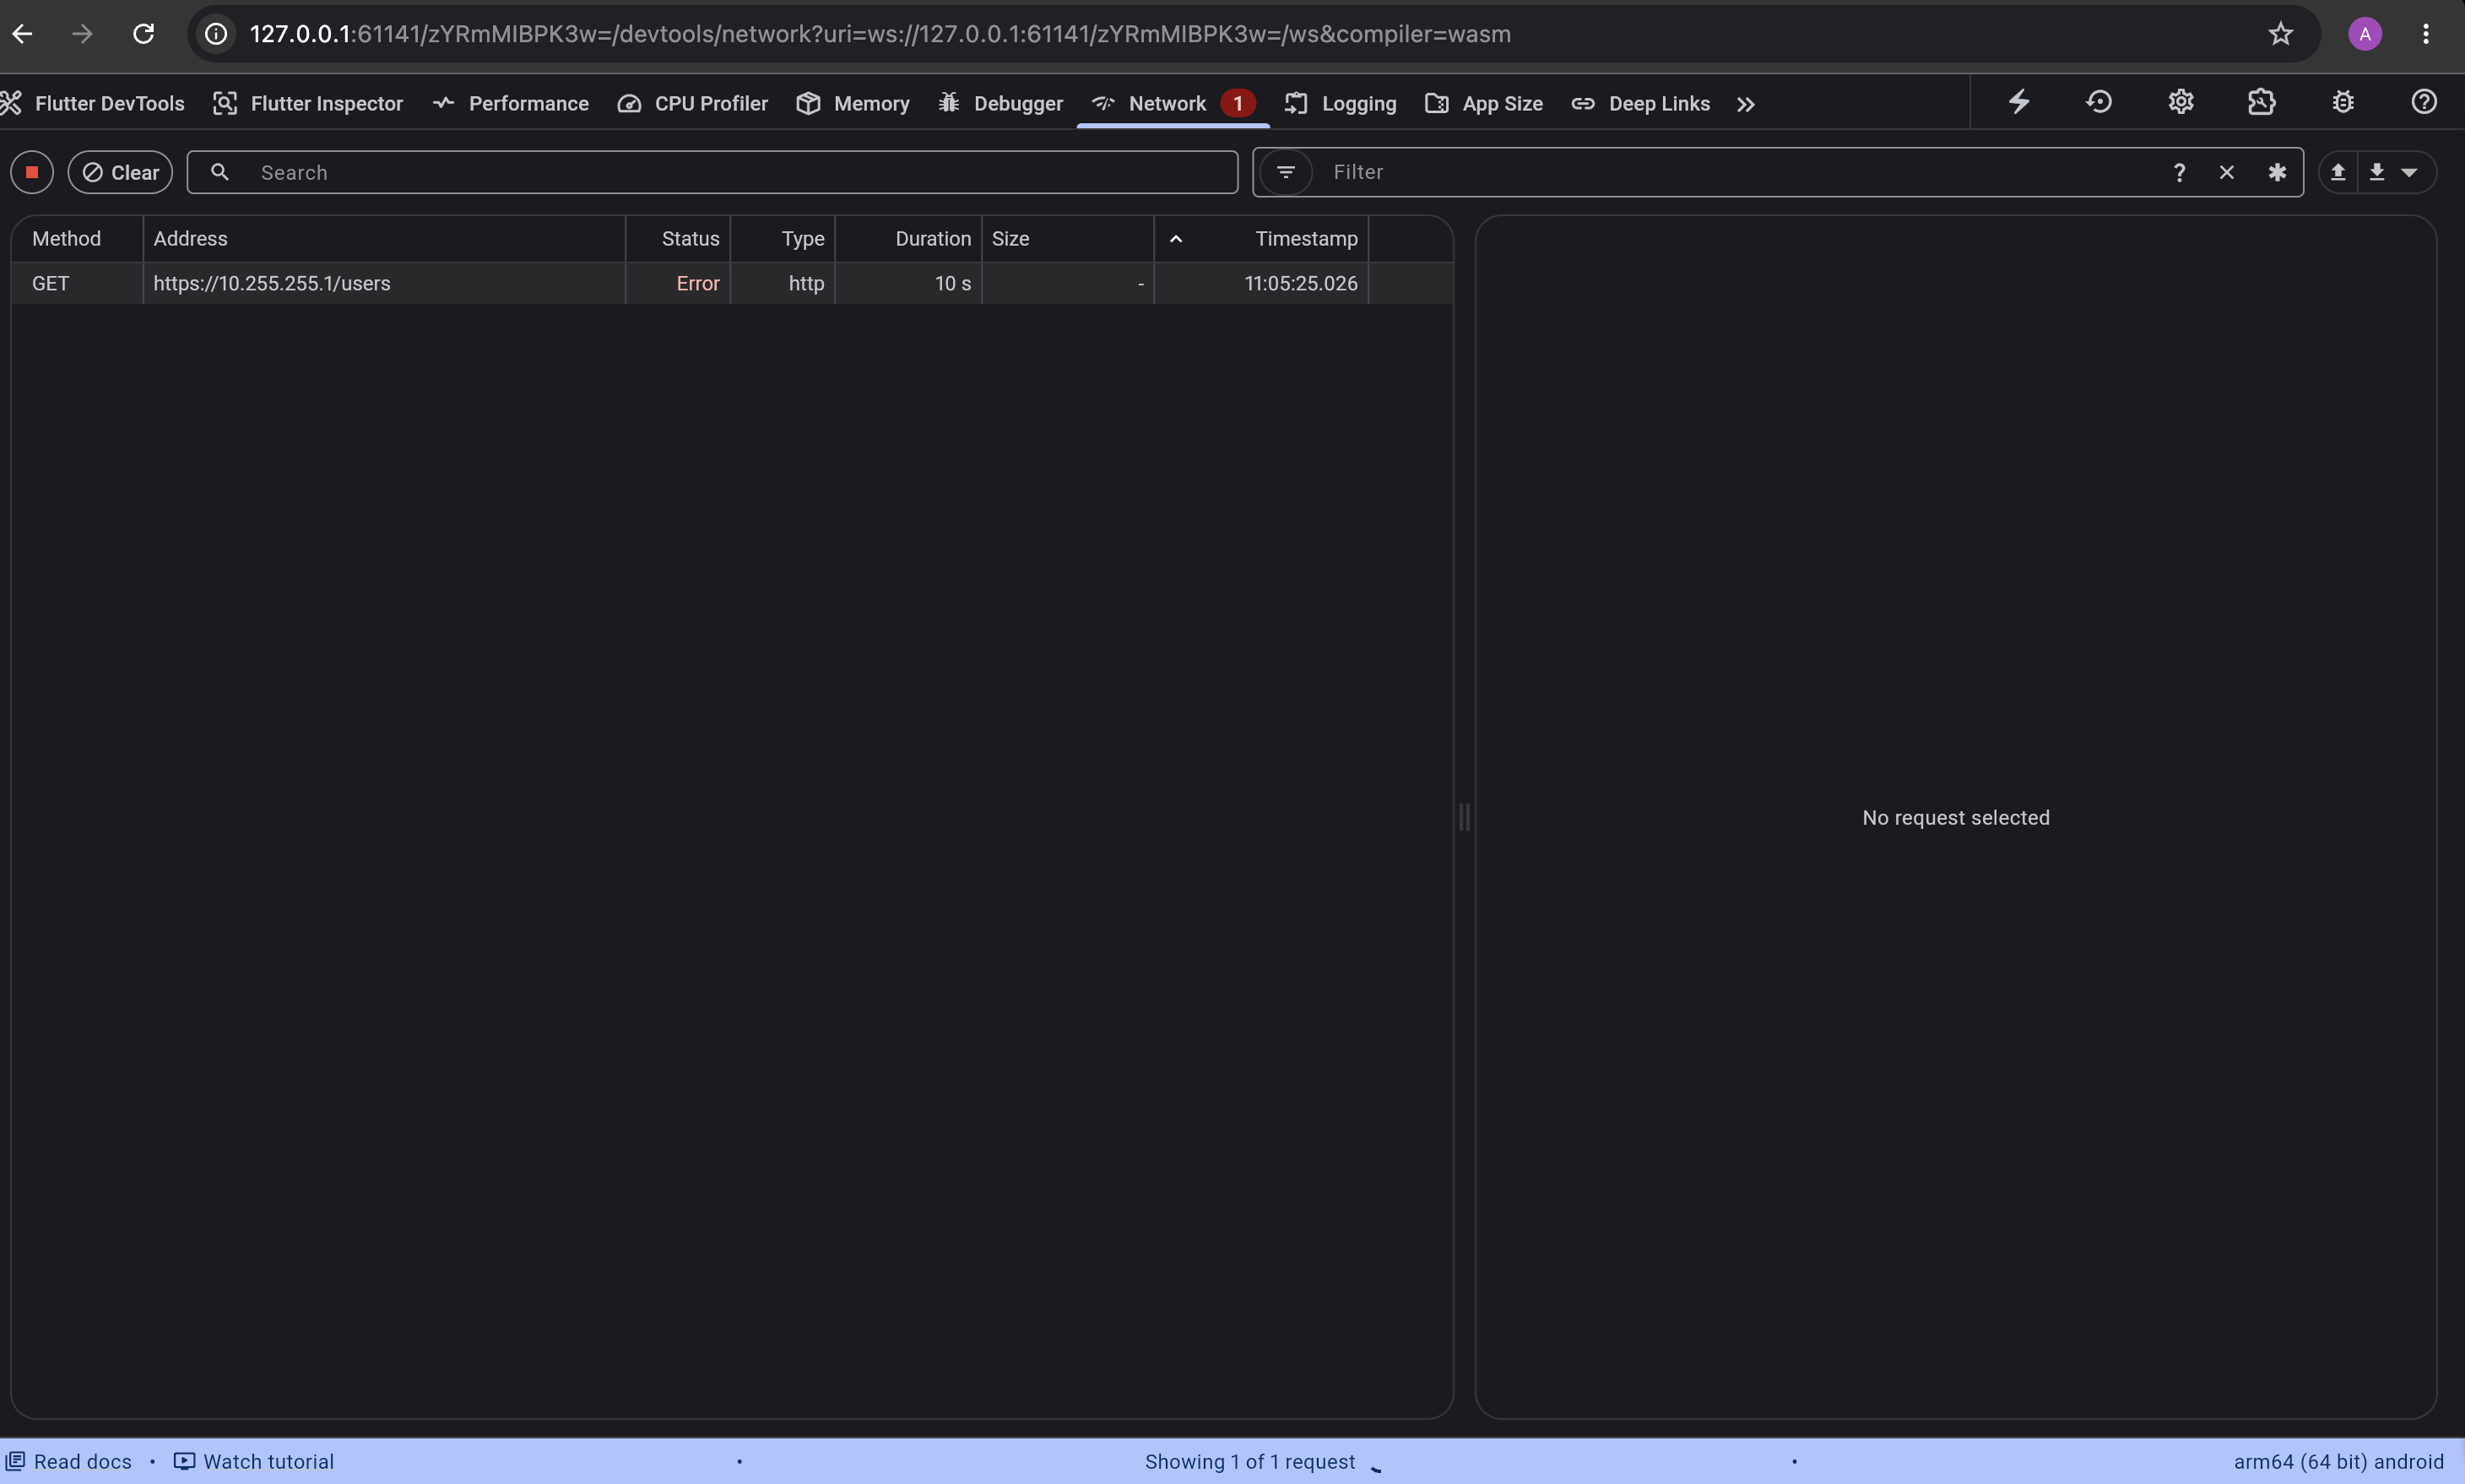 127.0.0.1:61141/zYRmMIBPK3w=/devtools/network?uri=ws://127.0.0.1:61141/zYRmMIBPK3w=/ws&compiler=wasm
A
Flutter DevTools Flutter Inspector Performance CPU Profiler Memory Debugger Network 1 Logging App Size Deep Links
Clear Search Filter ?
Method Address Status Type Duration Size Timestamp
GET https://10.255.255.1/users Error http 10 s - 11:05:25.026
No request selected
Read docs • Watch tutorial • Showing 1 of 1 request • arm64 (64 bit) android